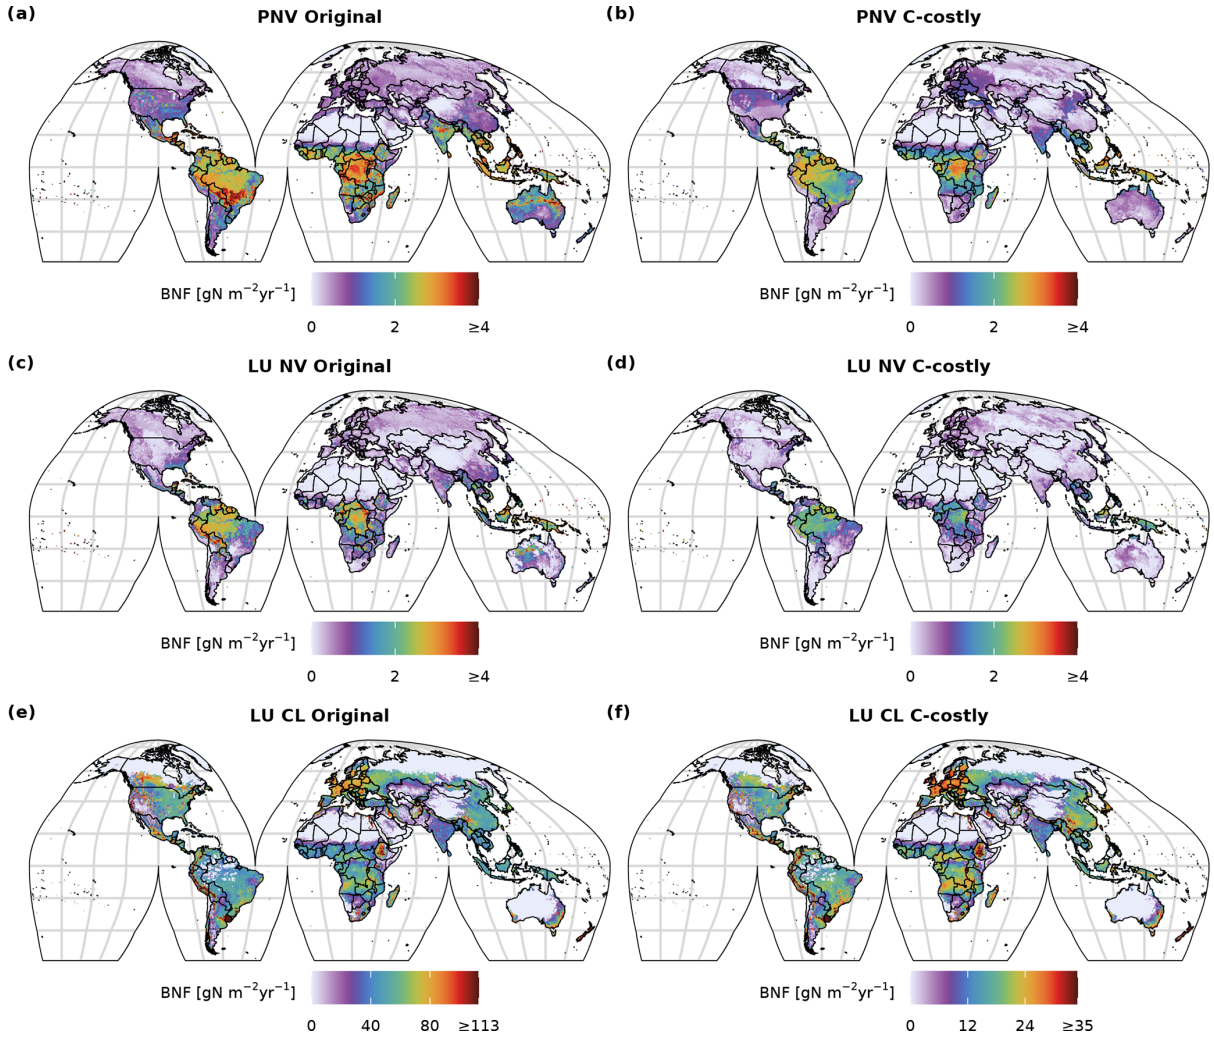 (a) PNV Original
(b) PNV C-costly
BNF [gN m−2yr−1]
0 2 ≥4
BNF [gN m−2yr−1]
0 2 ≥4
(c) LU NV Original
(d) LU NV C-costly
BNF [gN m−2yr−1]
0 2 ≥4
BNF [gN m−2yr−1]
0 2 ≥4
(e) LU CL Original
(f) LU CL C-costly
BNF [gN m−2yr−1]
0 40 80 ≥113
BNF [gN m−2yr−1]
0 12 24 ≥35